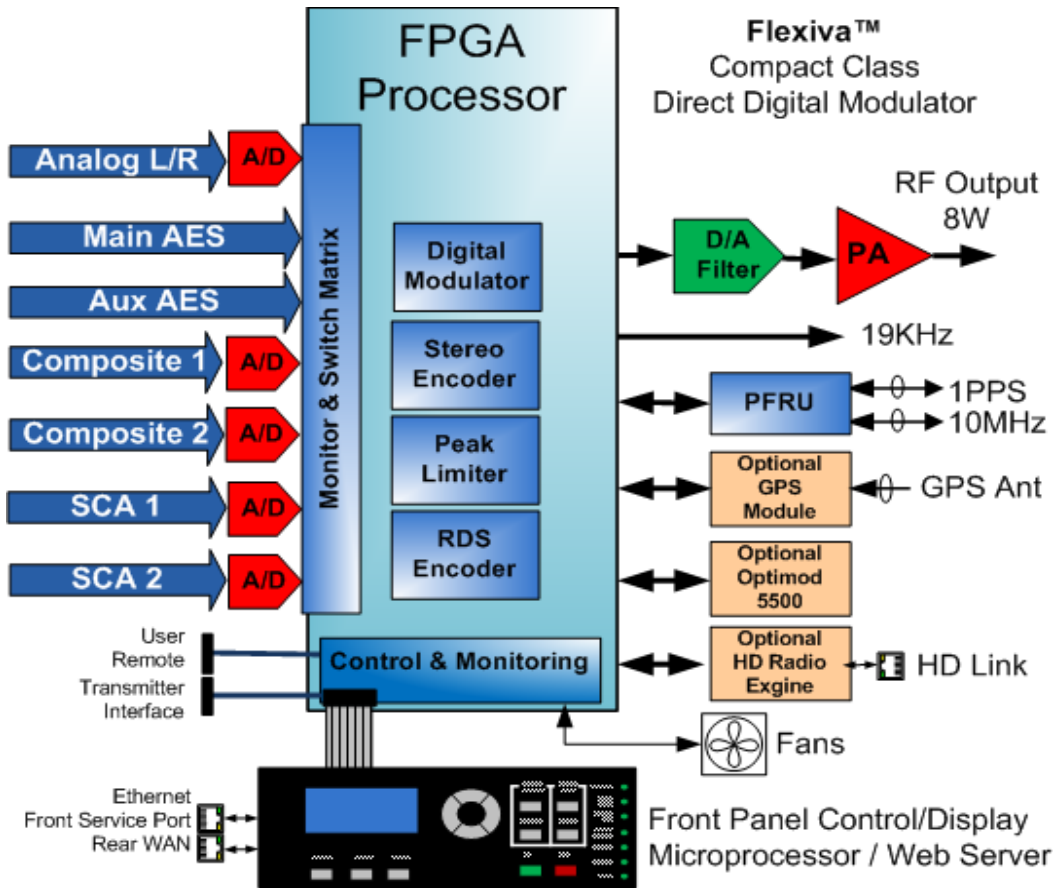 FPGA
Processor
Flexiva™
Compact Class
Direct Digital Modulator
Analog L/R
A/D
Main AES
Aux AES
Composite 1
A/D
Composite 2
A/D
SCA 1
A/D
SCA 2
A/D
Monitor & Switch Matrix
Digital
Modulator
Stereo
Encoder
Peak
Limiter
RDS
Encoder
D/A
Filter
PA
RF Output
8W
19KHz
PFRU
1PPS
10MHz
Optional
GPS
Module
GPS Ant
Optional
Optimod
5500
Optional
HD Radio
Exgine
HD Link
User
Remote
Transmitter
Interface
Control & Monitoring
Fans
Ethernet
Front Service Port
Rear WAN
Front Panel Control/Display
Microprocessor / Web Server